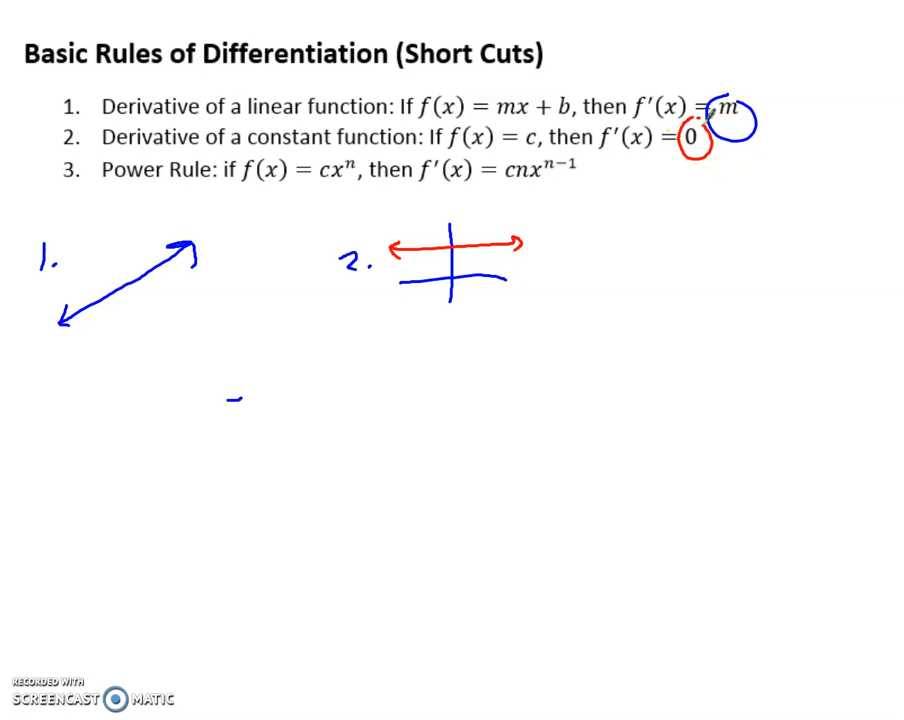 Basic Rules of Differentiation (Short Cuts)
1. Derivative of a linear function: If f(x) = mx + b, then f′(x) = m
2. Derivative of a constant function: If f(x) = c, then f′(x) = 0
3. Power Rule: if f(x) = cxⁿ, then f′(x) = cnxⁿ⁻¹
1. 2.
RECORDED WITH
SCREENCAST MATIC